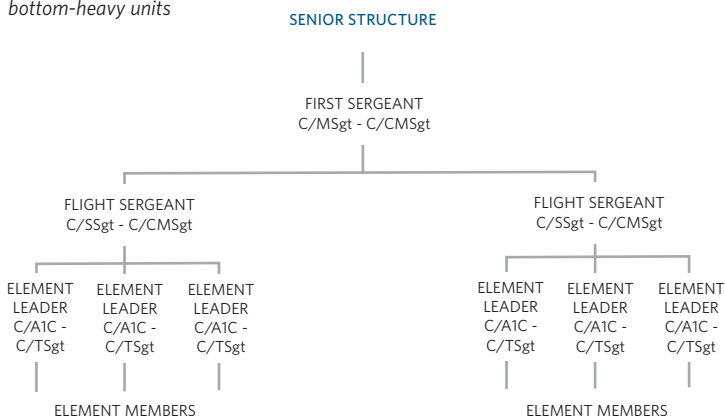 bottom-heavy units
SENIOR STRUCTURE
FIRST SERGEANT
C/MSgt - C/CMSgt
FLIGHT SERGEANT
C/SSgt - C/CMSgt
FLIGHT SERGEANT
C/SSgt - C/CMSgt
ELEMENT
LEADER
C/A1C -
C/TSgt
ELEMENT
LEADER
C/A1C -
C/TSgt
ELEMENT
LEADER
C/A1C -
C/TSgt
ELEMENT
LEADER
C/A1C -
C/TSgt
ELEMENT
LEADER
C/A1C -
C/TSgt
ELEMENT
LEADER
C/A1C -
C/TSgt
ELEMENT MEMBERS
ELEMENT MEMBERS